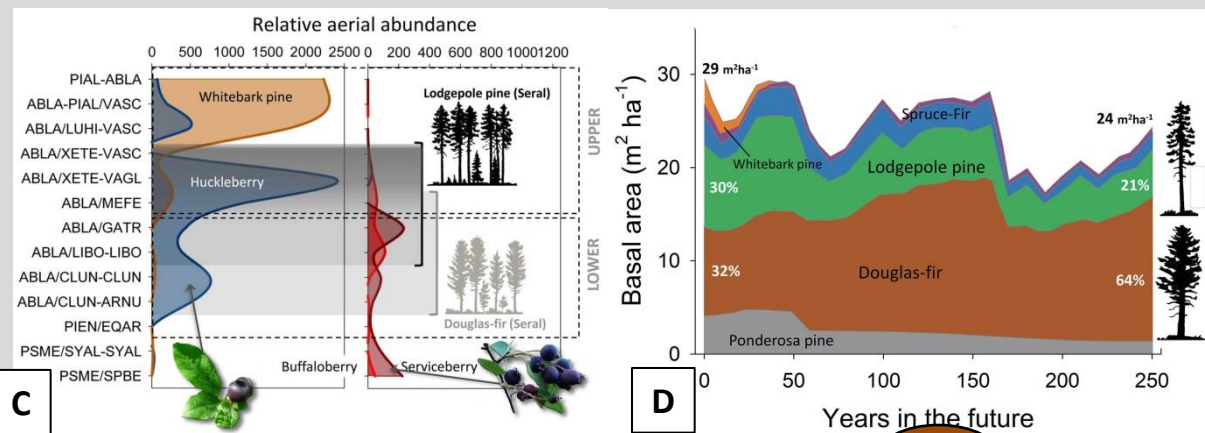 Relative aerial abundance
0 500 1000 1500 2000 2500
0 200 400 600 800 1000 1200
PIAL-ABLA
ABLA-PIAL/VASC
ABLA/LUHI-VASC
ABLA/XETE-VASC
ABLA/XETE-VAGL
ABLA/MEFE
ABLA/GATR
ABLA/LIBO-LIBO
ABLA/CLUN-CLUN
ABLA/CLUN-ARNU
PIEN/EQAR
PSME/SYAL-SYAL
PSME/SPBE
Whitebark pine
Huckleberry
Lodgepole pine (Seral)
Douglas-fir (Seral)
Buffaloberry
Serviceberry
UPPER
LOWER
C
Basal area (m² ha⁻¹)
30
20
10
0
29 m²ha⁻¹
24 m²ha⁻¹
Spruce-Fir
Whitebark pine
Lodgepole pine
30%
21%
32%
Douglas-fir
64%
Ponderosa pine
0 50 100 150 200 250
Years in the future
D